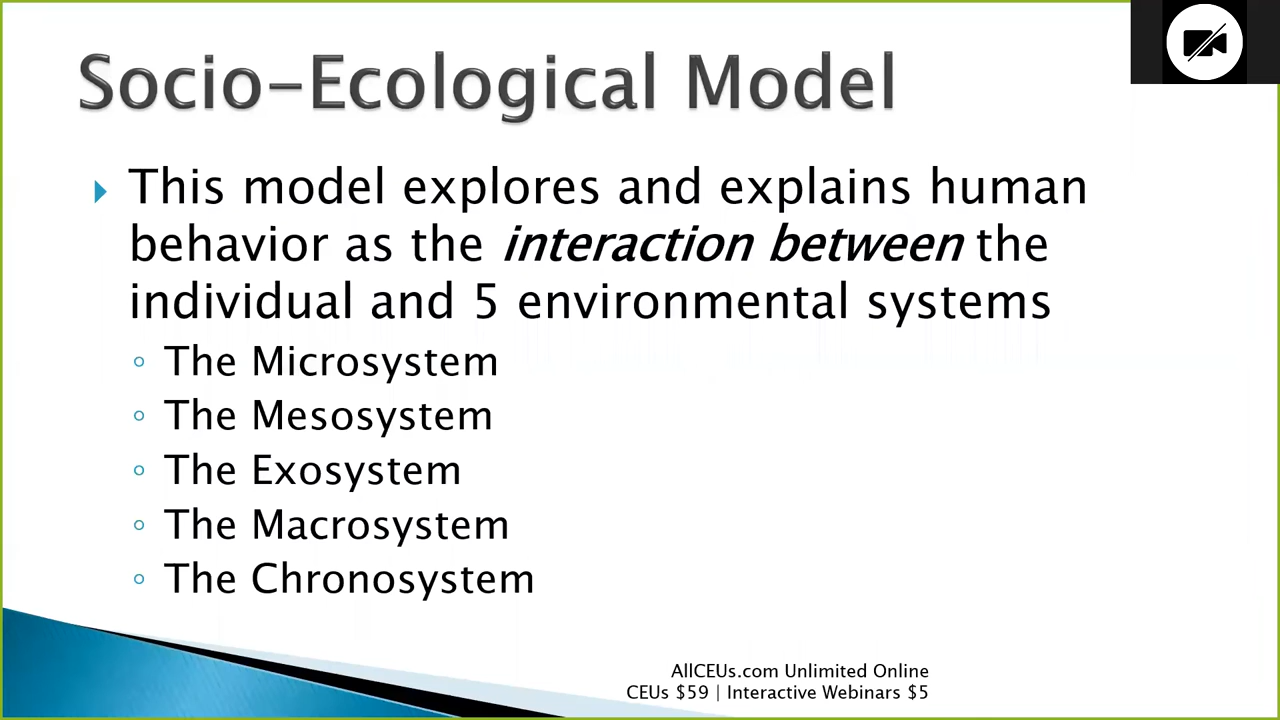 Socio-Ecological Model
This model explores and explains human
behavior as the interaction between the
individual and 5 environmental systems
The Microsystem
The Mesosystem
The Exosystem
The Macrosystem
The Chronosystem
AllCEUs.com Unlimited Online
CEUs $59 | Interactive Webinars $5